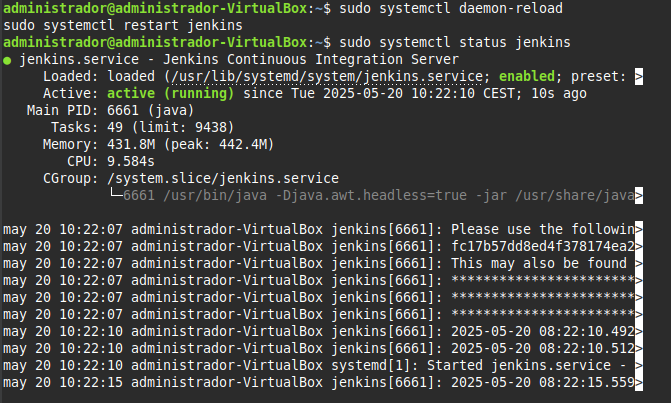 administrador@administrador-VirtualBox:~$ sudo systemctl daemon-reload
sudo systemctl restart jenkins
administrador@administrador-VirtualBox:~$ sudo systemctl status jenkins
● jenkins.service - Jenkins Continuous Integration Server
     Loaded: loaded (/usr/lib/systemd/system/jenkins.service; enabled; preset: >
     Active: active (running) since Tue 2025-05-20 10:22:10 CEST; 10s ago
   Main PID: 6661 (java)
      Tasks: 49 (limit: 9438)
     Memory: 431.8M (peak: 442.4M)
        CPU: 9.584s
     CGroup: /system.slice/jenkins.service
             └─6661 /usr/bin/java -Djava.awt.headless=true -jar /usr/share/java>
may 20 10:22:07 administrador-VirtualBox jenkins[6661]: Please use the followin>
may 20 10:22:07 administrador-VirtualBox jenkins[6661]: fc17b57dd8ed4f378174ea2>
may 20 10:22:07 administrador-VirtualBox jenkins[6661]: This may also be found >
may 20 10:22:07 administrador-VirtualBox jenkins[6661]: ***********************>
may 20 10:22:07 administrador-VirtualBox jenkins[6661]: ***********************>
may 20 10:22:07 administrador-VirtualBox jenkins[6661]: ***********************>
may 20 10:22:10 administrador-VirtualBox jenkins[6661]: 2025-05-20 08:22:10.492>
may 20 10:22:10 administrador-VirtualBox jenkins[6661]: 2025-05-20 08:22:10.512>
may 20 10:22:10 administrador-VirtualBox systemd[1]: Started jenkins.service - >
may 20 10:22:15 administrador-VirtualBox jenkins[6661]: 2025-05-20 08:22:15.559>